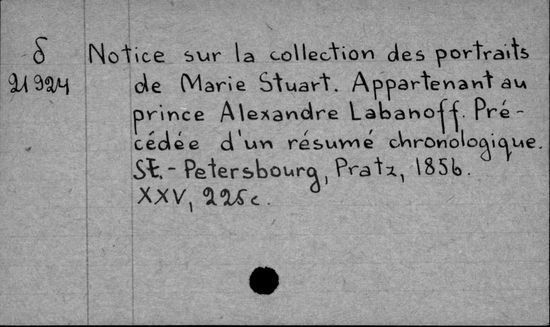 δ Notice sur la collection des portraits
21924 de Marie Stuart. Appartenant au
prince Alexandre Labanoff. Pré-
cédée d'un résumé chronologique.
St.-Petersbourg, Pratz, 1856.
XXV, 225 c.